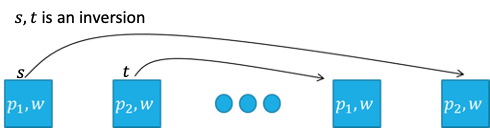 s, t is an inversion
s t
p₁, w p₂, w p₁, w p₂, w